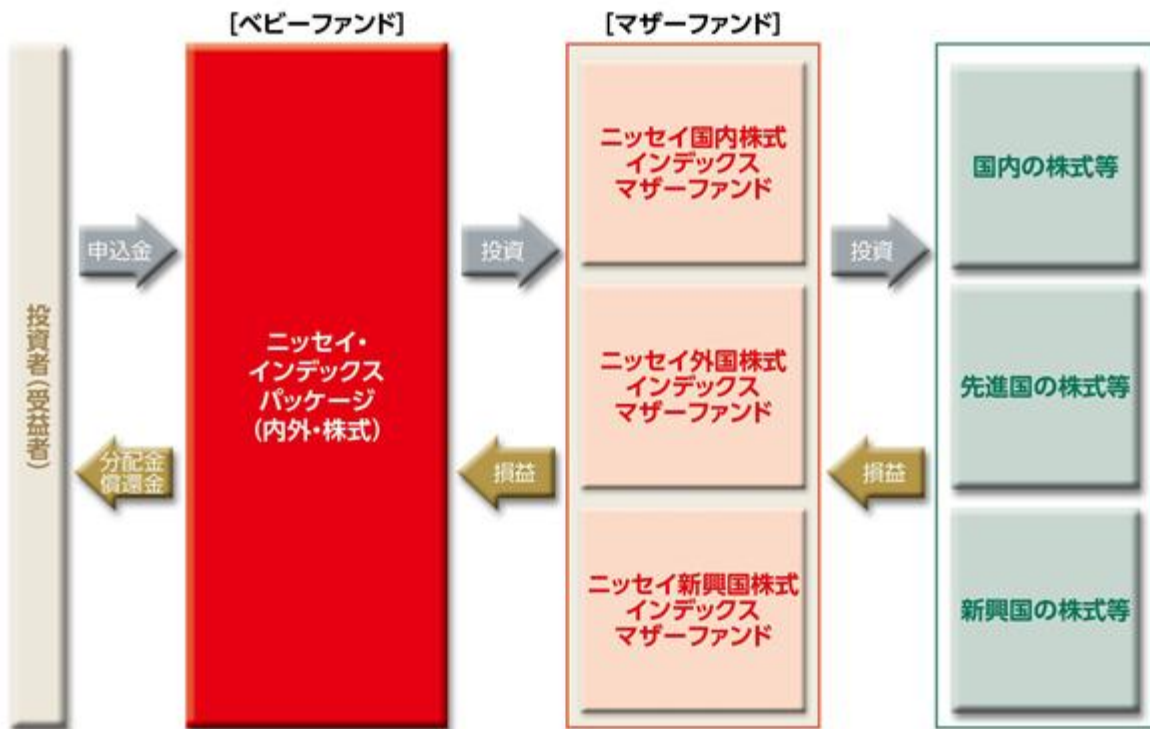 [ベビーファンド]
[マザーファンド]
投資者(受益者)
申込金
分配金
償還金
ニッセイ・
インデックス
パッケージ
(内外・株式)
投資
損益
ニッセイ国内株式
インデックス
マザーファンド
ニッセイ外国株式
インデックス
マザーファンド
ニッセイ新興国株式
インデックス
マザーファンド
投資
損益
国内の株式等
先進国の株式等
新興国の株式等